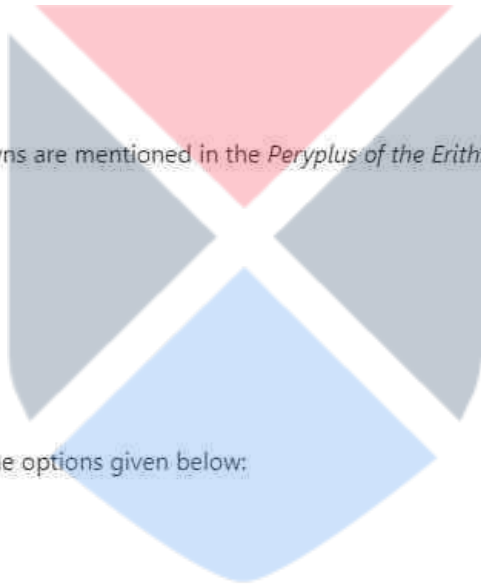 ns are mentioned in the Peryplus of the Erith
e options given below: